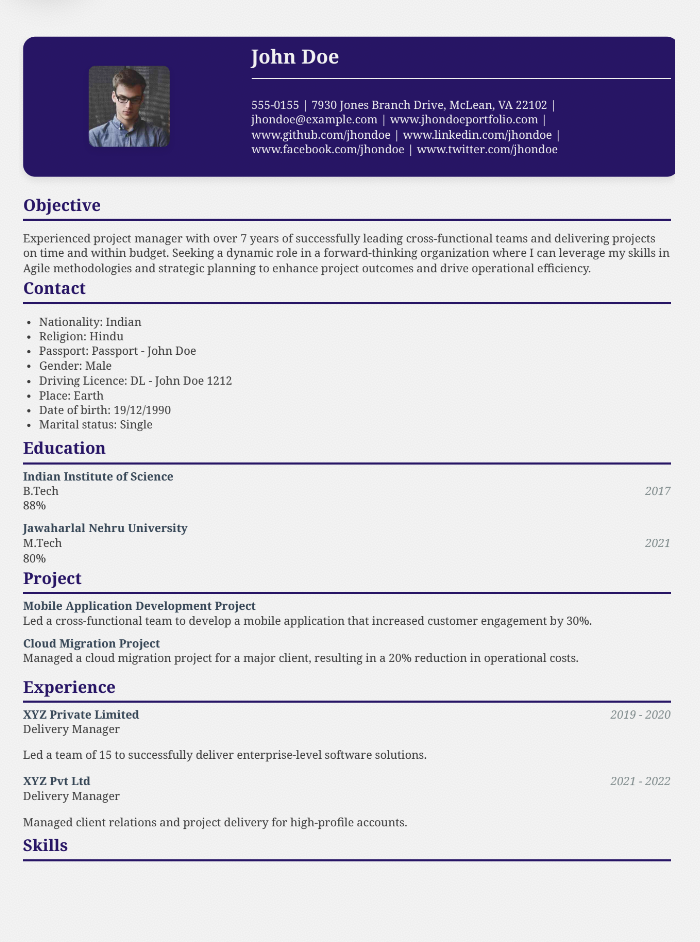 John Doe
555-0155 | 7930 Jones Branch Drive, McLean, VA 22102 |
jhondoe@example.com | www.jhondoeportfolio.com |
www.github.com/jhondoe | www.linkedin.com/jhondoe |
www.facebook.com/jhondoe | www.twitter.com/jhondoe
Objective
Experienced project manager with over 7 years of successfully leading cross-functional teams and delivering projects
on time and within budget. Seeking a dynamic role in a forward-thinking organization where I can leverage my skills in
Agile methodologies and strategic planning to enhance project outcomes and drive operational efficiency.
Contact
• Nationality: Indian
• Religion: Hindu
• Passport: Passport - John Doe
• Gender: Male
• Driving Licence: DL - John Doe 1212
• Place: Earth
• Date of birth: 19/12/1990
• Marital status: Single
Education
Indian Institute of Science
B.Tech 2017
88%
Jawaharlal Nehru University
M.Tech 2021
80%
Project
Mobile Application Development Project
Led a cross-functional team to develop a mobile application that increased customer engagement by 30%.
Cloud Migration Project
Managed a cloud migration project for a major client, resulting in a 20% reduction in operational costs.
Experience
XYZ Private Limited 2019 - 2020
Delivery Manager
Led a team of 15 to successfully deliver enterprise-level software solutions.
XYZ Pvt Ltd 2021 - 2022
Delivery Manager
Managed client relations and project delivery for high-profile accounts.
Skills